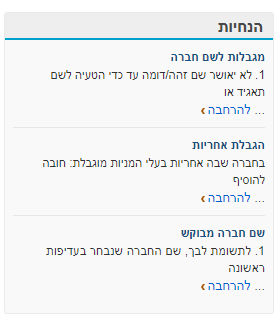 הנחיות
מגבלות לשם חברה
1. לא יאושר שם זהה/דומה עד כדי הטעיה לשם
תאגיד או
... להרחבה ›
הגבלת אחריות
בחברה שבה אחריות בעלי המניות מוגבלת: חובה
להוסיף
... להרחבה ›
שם חברה מבוקש
1. לתשומת לבך, שם החברה שנבחר בעדיפות
ראשונה
... להרחבה ›